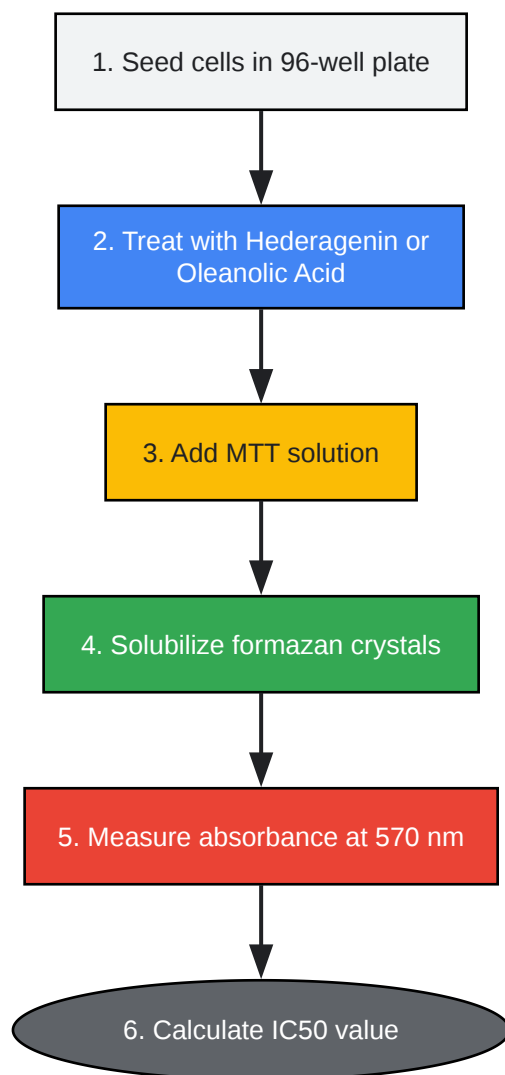 1. Seed cells in 96-well plate
2. Treat with Hederagenin or
Oleanolic Acid
3. Add MTT solution
4. Solubilize formazan crystals
5. Measure absorbance at 570 nm
6. Calculate IC50 value